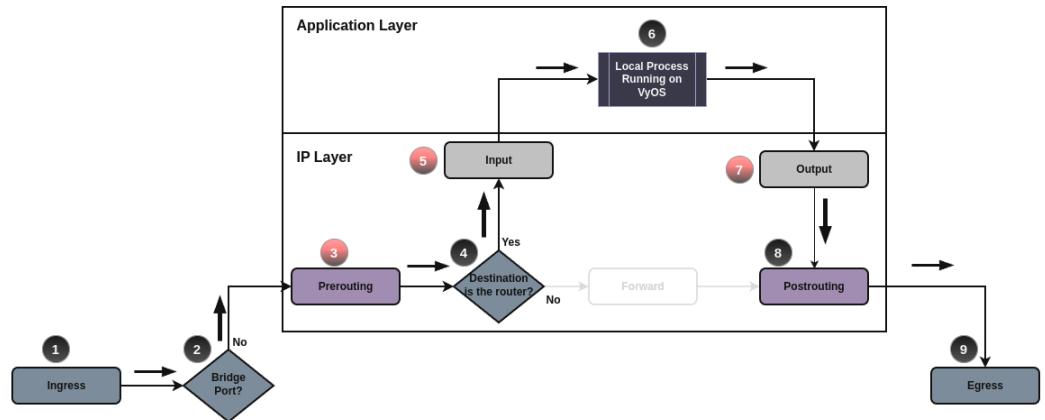 Application Layer
6
Local Process
Running on
VyOS
IP Layer
5
Input
7
Output
Yes
3
Prerouting
4
Destination
is the router?
No
Forward
8
Postrouting
1
Ingress
2
No
Bridge
Port?
9
Egress